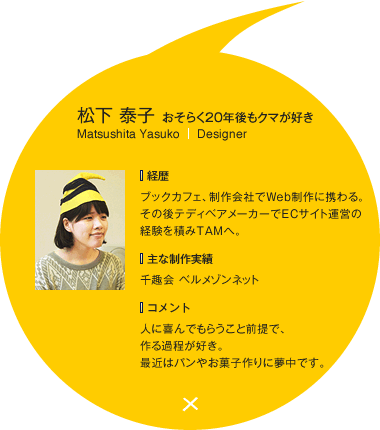 松下 泰子 おそらく20年後もクマが好き
Matsushita Yasuko | Designer
経歴
ブックカフェ、制作会社でWeb制作に携わる。
その後テディベアメーカーでECサイト運営の
経験を積みTAMへ。
主な制作実績
千趣会 ベルメゾンネット
コメント
人に喜んでもらうこと前提で、
作る過程が好き。
最近はパンやお菓子作りに夢中です。